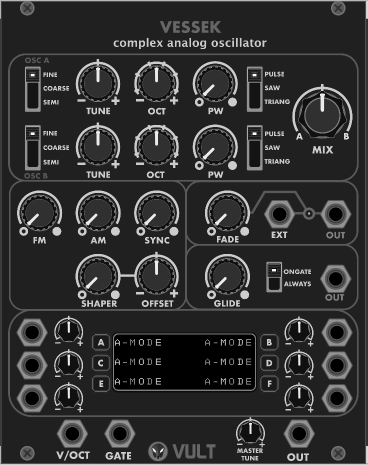 VESSEK
complex analog oscillator
OSC A
FINE
COARSE
SEMI
TUNE
OCT
PW
PULSE
SAW
TRIANG
A
B
MIX
FINE
COARSE
SEMI
OSC B
TUNE
OCT
PW
PULSE
SAW
TRIANG
FM
AM
SYNC
FADE
EXT
OUT
SHAPER
OFFSET
GLIDE
ONGATE
ALWAYS
OUT
A A-MODE A-MODE B
C A-MODE A-MODE D
E A-MODE A-MODE F
V/OCT
GATE
VULT
MASTER
TUNE
OUT